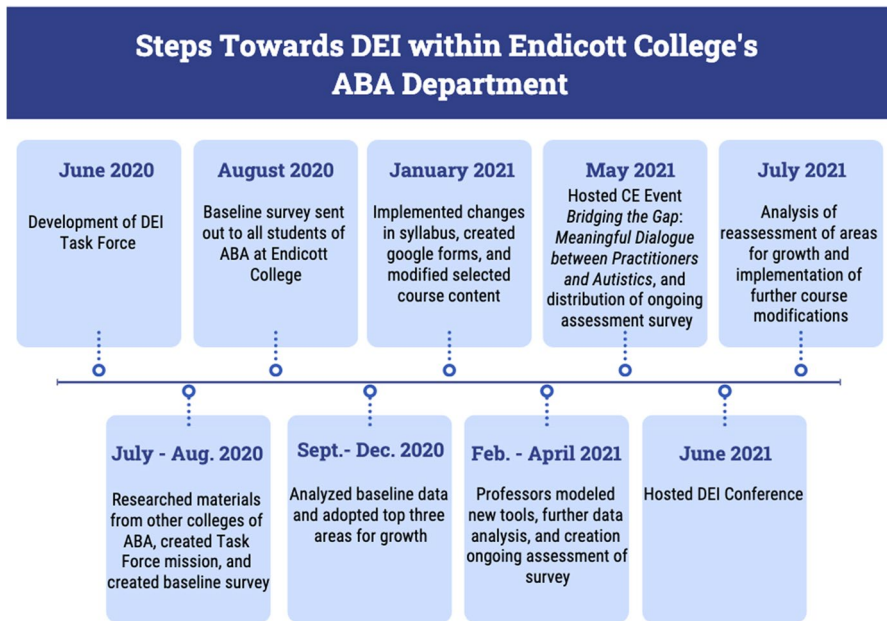 Steps Towards DEI within Endicott College's
ABA Department
June 2020
Development of DEI
Task Force
August 2020
Baseline survey sent
out to all students of
ABA at Endicott
College
January 2021
Implemented changes
in syllabus, created
google forms, and
modified selected
course content
May 2021
Hosted CE Event
Bridging the Gap:
Meaningful Dialogue
between Practitioners
and Autistics, and
distribution of ongoing
assessment survey
July 2021
Analysis of
reassessment of areas
for growth and
implementation of
further course
modifications
July - Aug. 2020
Researched materials
from other colleges of
ABA, created Task
Force mission, and
created baseline survey
Sept.- Dec. 2020
Analyzed baseline data
and adopted top three
areas for growth
Feb. - April 2021
Professors modeled
new tools, further data
analysis, and creation
ongoing assessment of
survey
June 2021
Hosted DEI Conference